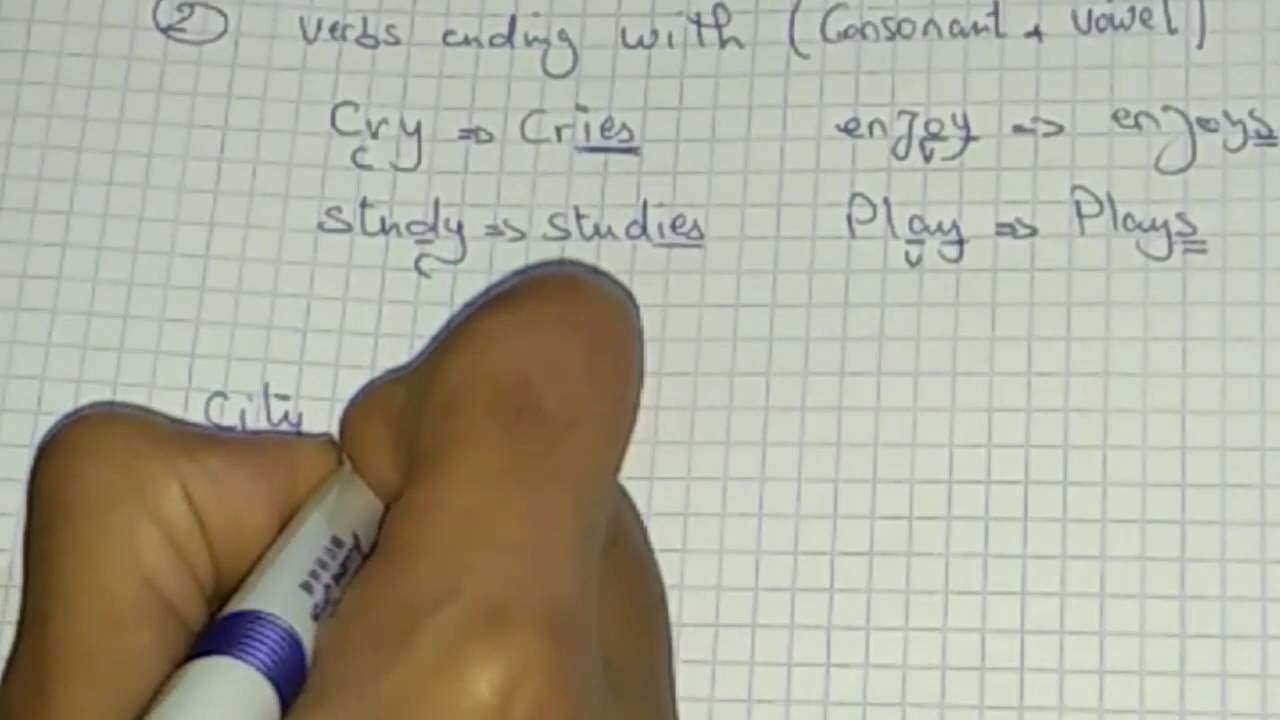 ② Verbs ending with (Consonant + Vowel)
Cry => Cries enjoy => enjoys
c v
study => studies Play => Plays
c v
City